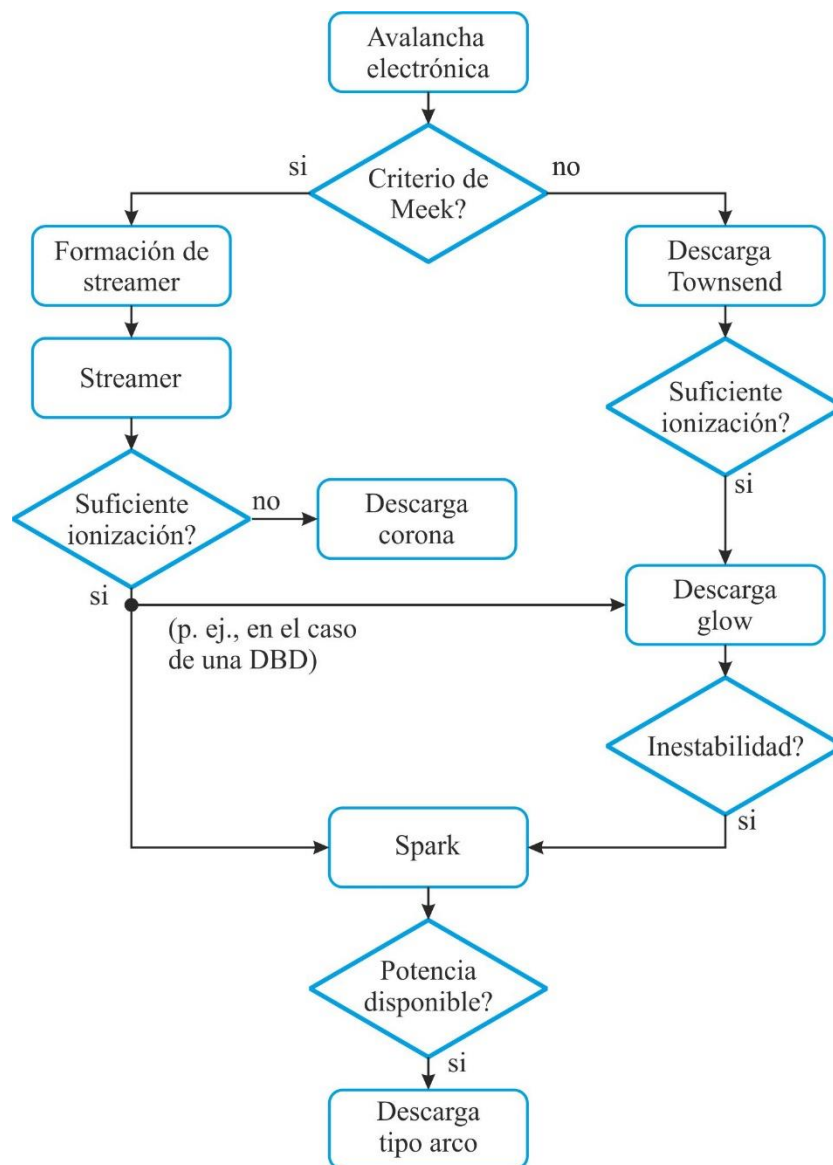 Avalancha
electrónica
si
Criterio de
Meek?
no
Formación de
streamer
Descarga
Townsend
Streamer
Suficiente
ionización?
Suficiente
ionización?
no
Descarga
corona
si
si
(p. ej., en el caso
de una DBD)
Descarga
glow
Inestabilidad?
si
Spark
Potencia
disponible?
si
Descarga
tipo arco